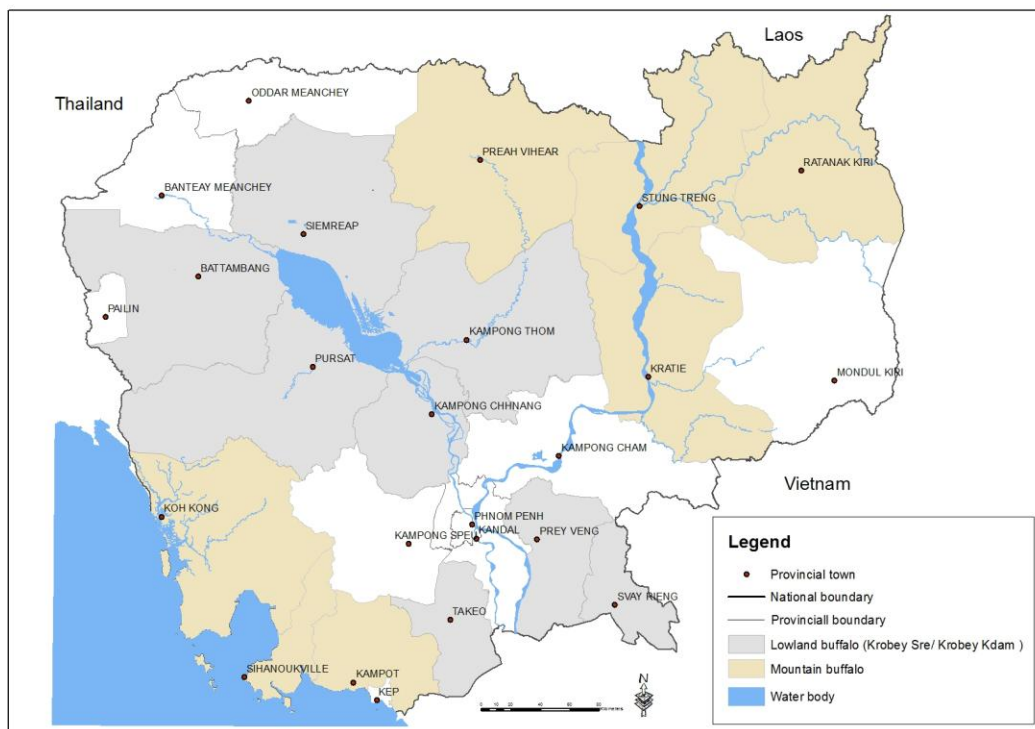 Laos
Thailand
ODDAR MEANCHEY
PREAH VIHEAR
RATANAK KIRI
BANTEAY MEANCHEY
STUNG TRENG
SIEMREAP
BATTAMBANG
PAILIN
KAMPONG THOM
PURSAT
KRATIE
MONDUL KIRI
KAMPONG CHHNANG
KAMPONG CHAM
Vietnam
KOH KONG
PHNOM PENH
KAMPONG SPEU
KANDAL
PREY VENG
SVAY RIENG
TAKEO
SIHANOUKVILLE
KAMPOT
KEP
N
Legend
Provincial town
National boundary
Provinciall boundary
Lowland buffalo (Krobey Sre/ Krobey Kdam )
Mountain buffalo
Water body